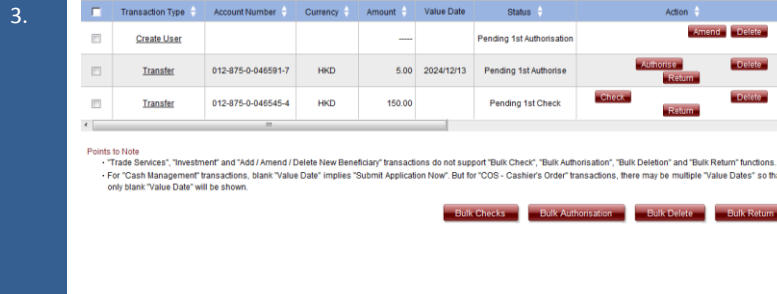 3.
Transaction Type Account Number Currency Amount Value Date Status Action
Create User ----- Pending 1st Authorisation Amend Delete
Transfer 012-875-0-046591-7 HKD 5.00 2024/12/13 Pending 1st Authorise Authorise Delete
Return
Transfer 012-875-0-046545-4 HKD 150.00 Pending 1st Check Check Delete
Return
Points to Note
• "Trade Services", "Investment" and "Add / Amend / Delete New Beneficiary" transactions do not support "Bulk Check", "Bulk Authorisation", "Bulk Deletion" and "Bulk Return" functions.
• For "Cash Management" transactions, blank "Value Date" implies "Submit Application Now". But for "COS - Cashier's Order" transactions, there may be multiple "Value Dates" so
only blank "Value Date" will be shown.
Bulk Checks Bulk Authorisation Bulk Delete Bulk Return